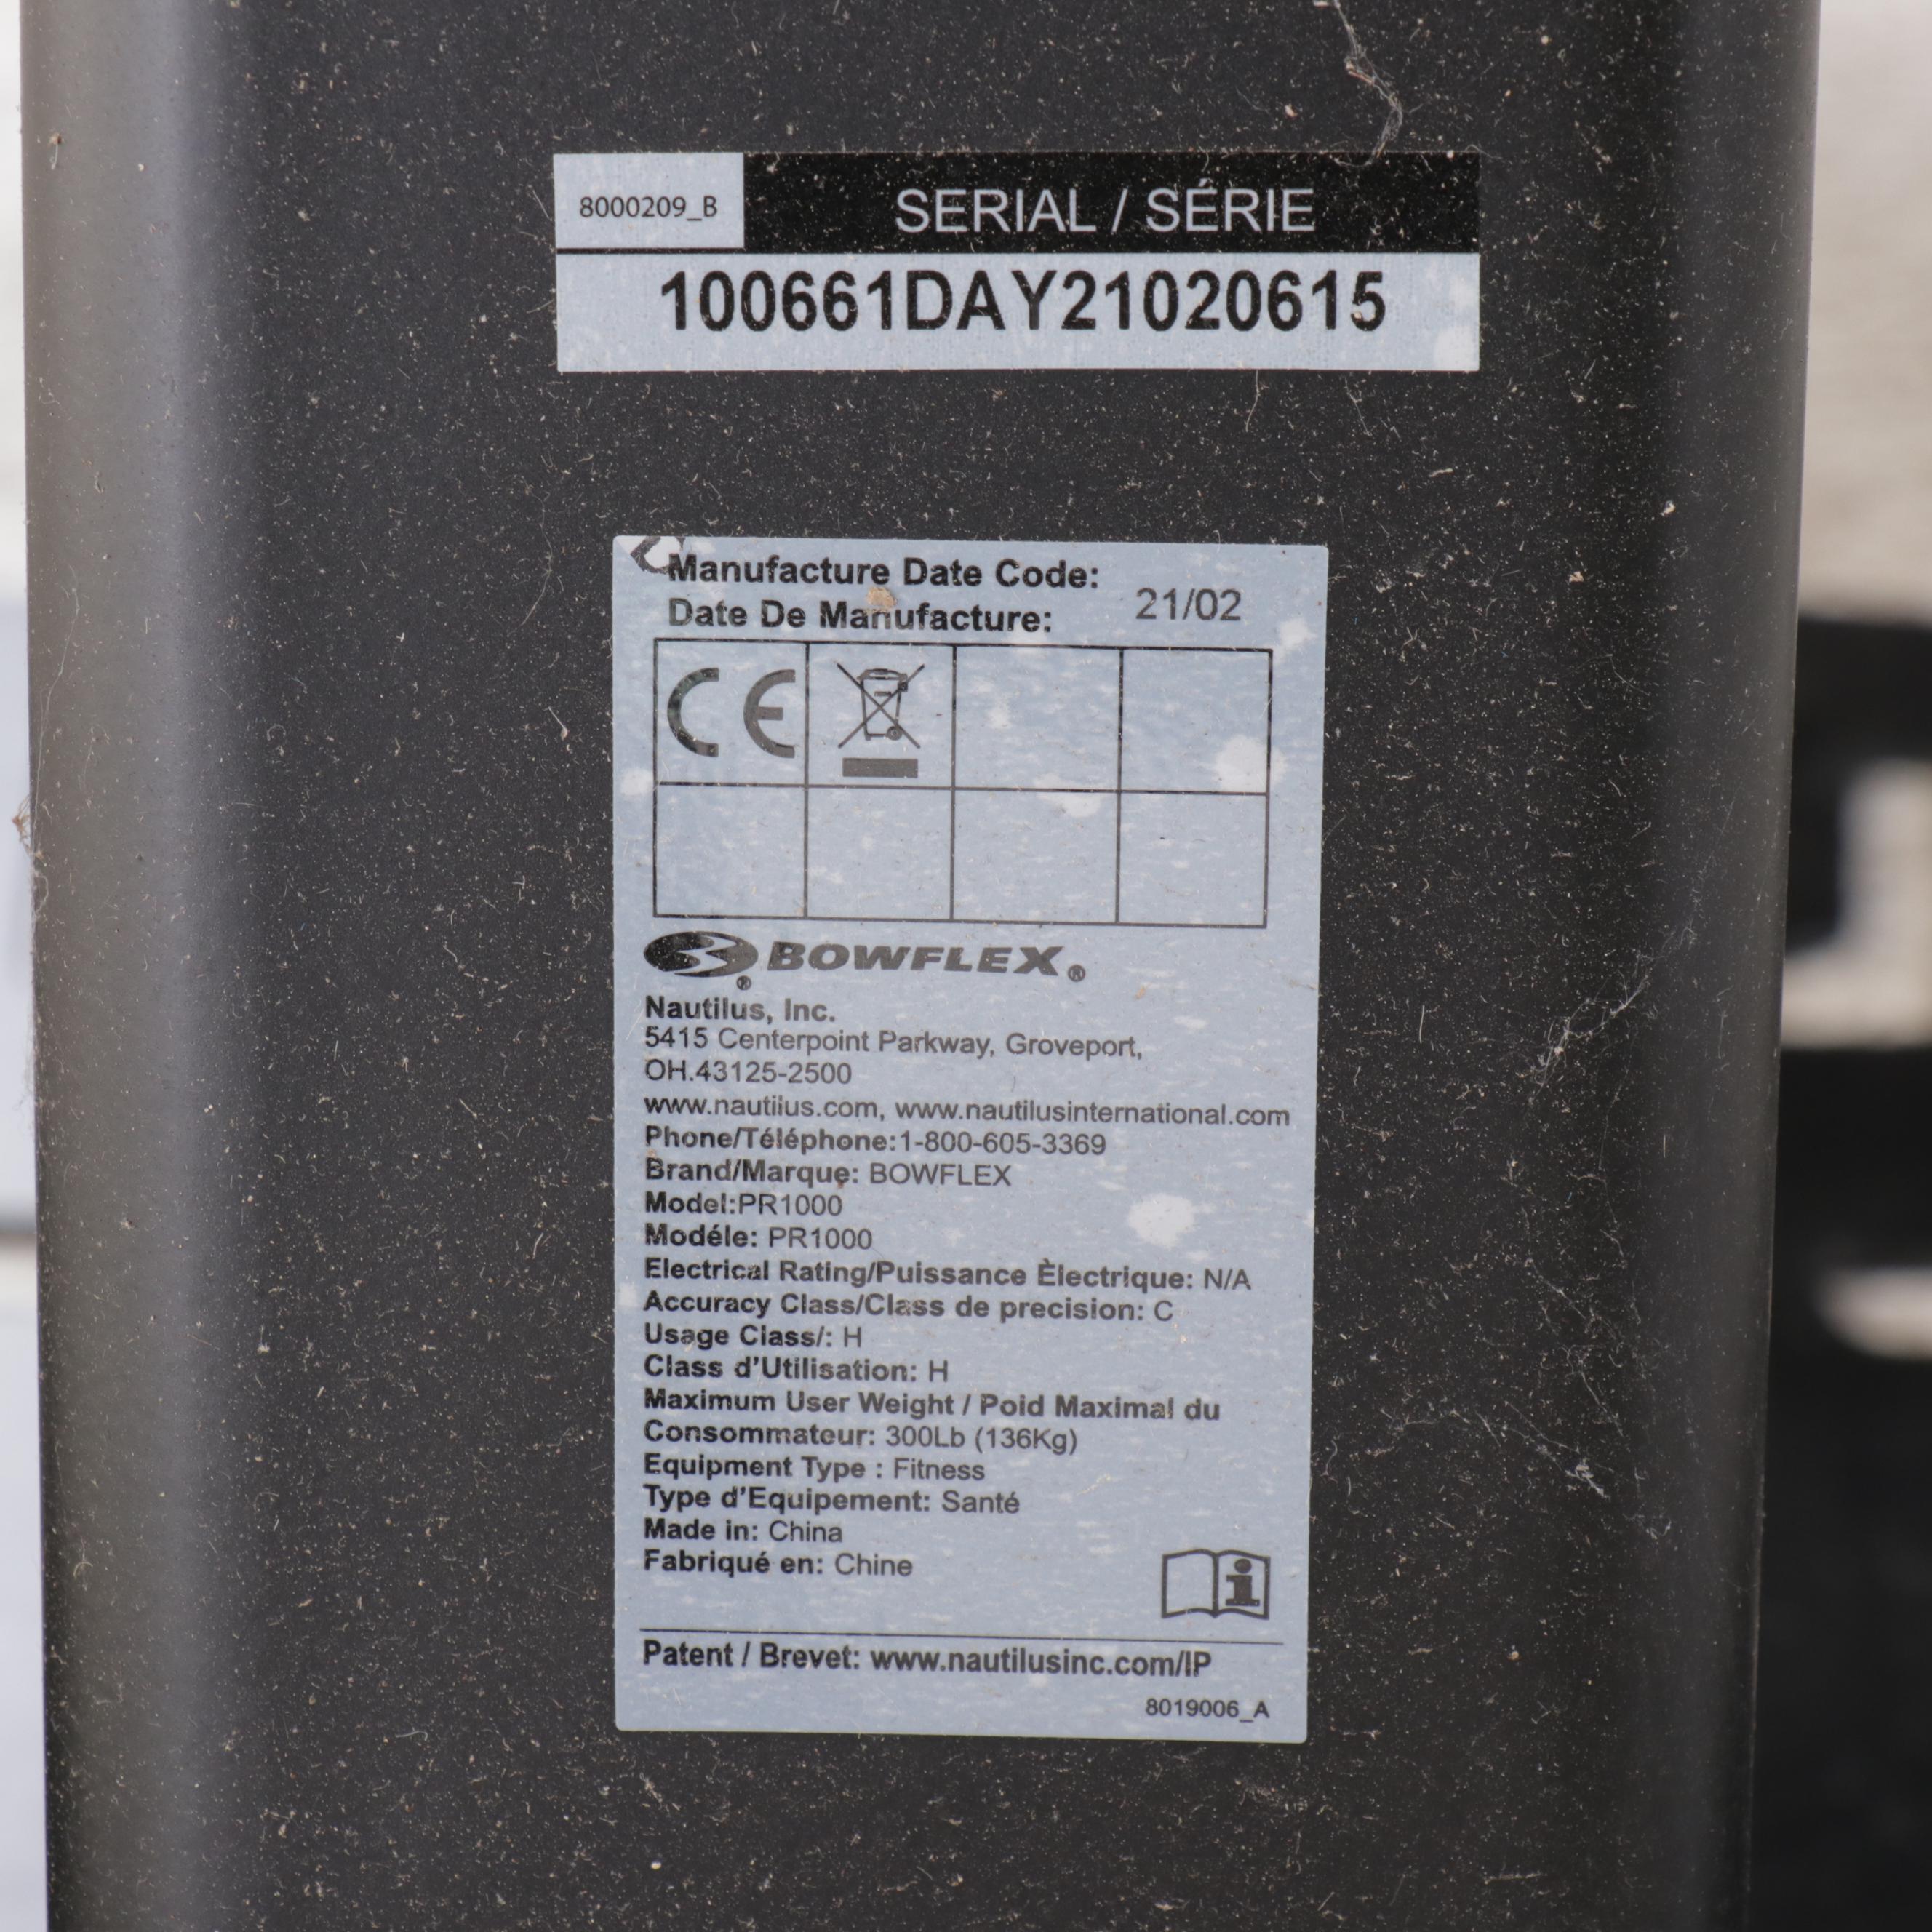 8000209_B
SERIAL / SÉRIE
100661DAY21020615
Manufacture Date Code:
Date De Manufacture:
21/02
CE
BOWFLEX®
®
Nautilus, Inc.
5415 Centerpoint Parkway, Groveport,
OH.43125-2500
www.nautilus.com, www.nautilusinternational.com
Phone/Téléphone:1-800-605-3369
Brand/Marque: BOWFLEX
Model:PR1000
Modéle: PR1000
Electrical Rating/Puissance Èlectrique: N/A
Accuracy Class/Class de precision: C
Usage Class/: H
Class d'Utilisation: H
Maximum User Weight / Poid Maximal du
Consommateur: 300Lb (136Kg)
Equipment Type : Fitness
Type d'Equipement: Santé
Made in: China
Fabriqué en: Chine
Patent / Brevet: www.nautilusinc.com/IP
8019006_A